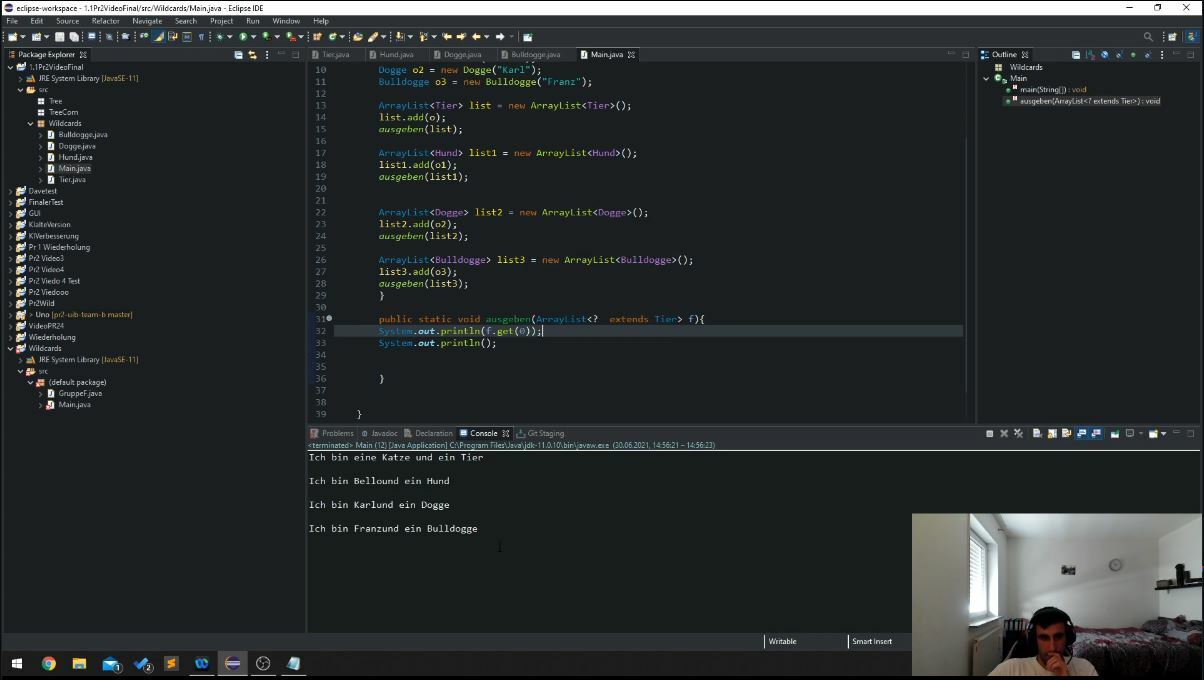 eclipse-workspace - 1.1Pr2VideoFinal/src/Wildcards/Main.java - Eclipse IDE
File Edit Source Refactor Navigate Search Project Run Window Help
Package Explorer
1.1Pr2VideoFinal
JRE System Library [JavaSE-11]
src
Tree
TreeCom
Wildcards
Bulldogge.java
Dogge.java
Hund.java
Main.java
Tier.java
Davetest
FinalerTest
GUI
KIalteVersion
KIVerbesserung
Pr 1 Wiederholung
Pr2 Video3
Pr2 Video4
Pr2 Viedo 4 Test
Pr2 Viedooo
Pr2Wild
> Uno [pr2-uib-team-b master]
VideoPR24
Wiederholung
Wildcards
JRE System Library [JavaSE-11]
src
(default package)
GruppeF.java
Main.java
Tier.java Hund.java Dogge.java Bulldogge.java Main.java
10 Dogge o2 = new Dogge("Karl");
11 Bulldogge o3 = new Bulldogge("Franz");
12
13 ArrayList<Tier> list = new ArrayList<Tier>();
14 list.add(o);
15 ausgeben(list);
16
17 ArrayList<Hund> list1 = new ArrayList<Hund>();
18 list1.add(o1);
19 ausgeben(list1);
20
21
22 ArrayList<Dogge> list2 = new ArrayList<Dogge>();
23 list2.add(o2);
24 ausgeben(list2);
25
26 ArrayList<Bulldogge> list3 = new ArrayList<Bulldogge>();
27 list3.add(o3);
28 ausgeben(list3);
29 }
30
31 public static void ausgeben(ArrayList<? extends Tier> f){
32 System.out.println(f.get(0));
33 System.out.println();
34
35
36 }
37
38
39 }
Outline
Wildcards
Main
main(String[]) : void
ausgeben(ArrayList<? extends Tier>) : void
Problems Javadoc Declaration Console Git Staging
<terminated> Main (12) [Java Application] C:\Program Files\Java\jdk-11.0.10\bin\javaw.exe (30.06.2021, 14:56:21 – 14:56:23)
Ich bin eine Katze und ein Tier
Ich bin Bellound ein Hund
Ich bin Karlund ein Dogge
Ich bin Franzund ein Bulldogge
Writable Smart Insert
1 2